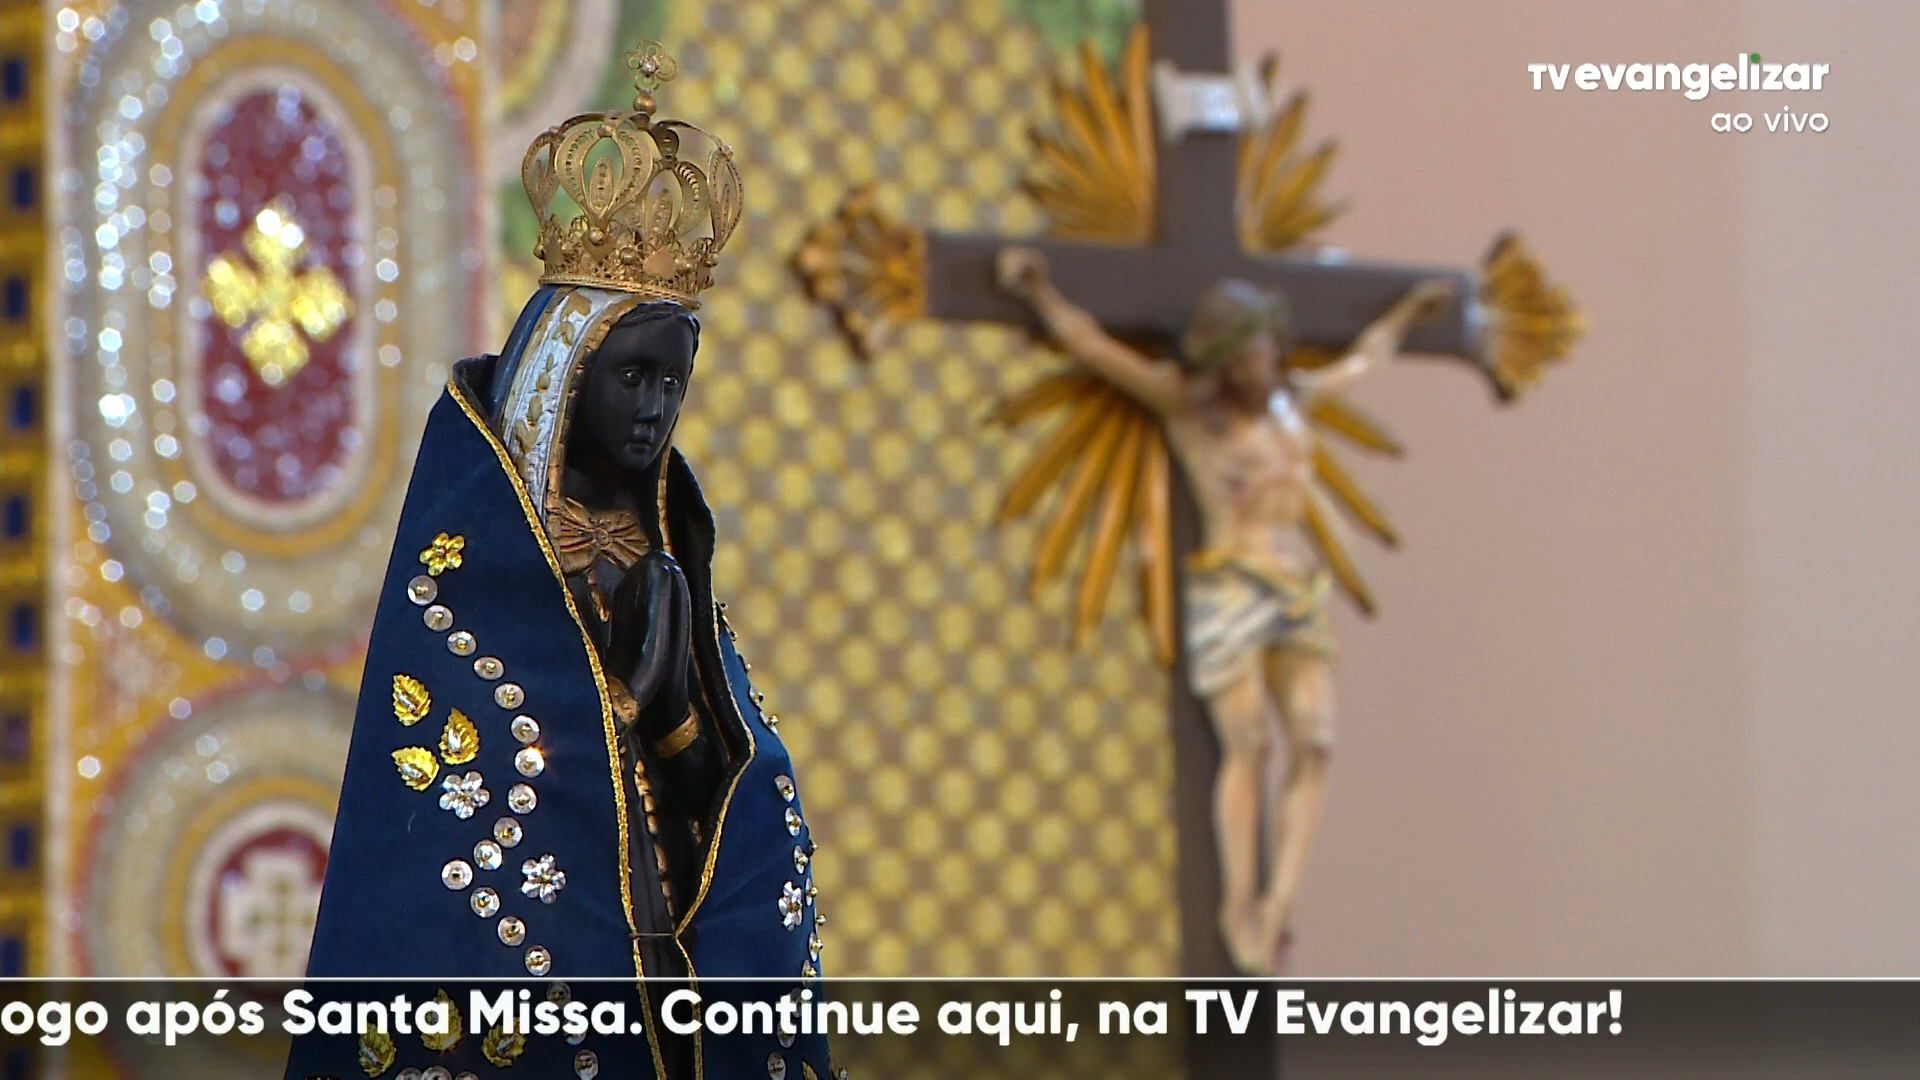 TV evangelizar
ao vivo
ogo após Santa Missa. Continue aqui, na TV Evangelizar!